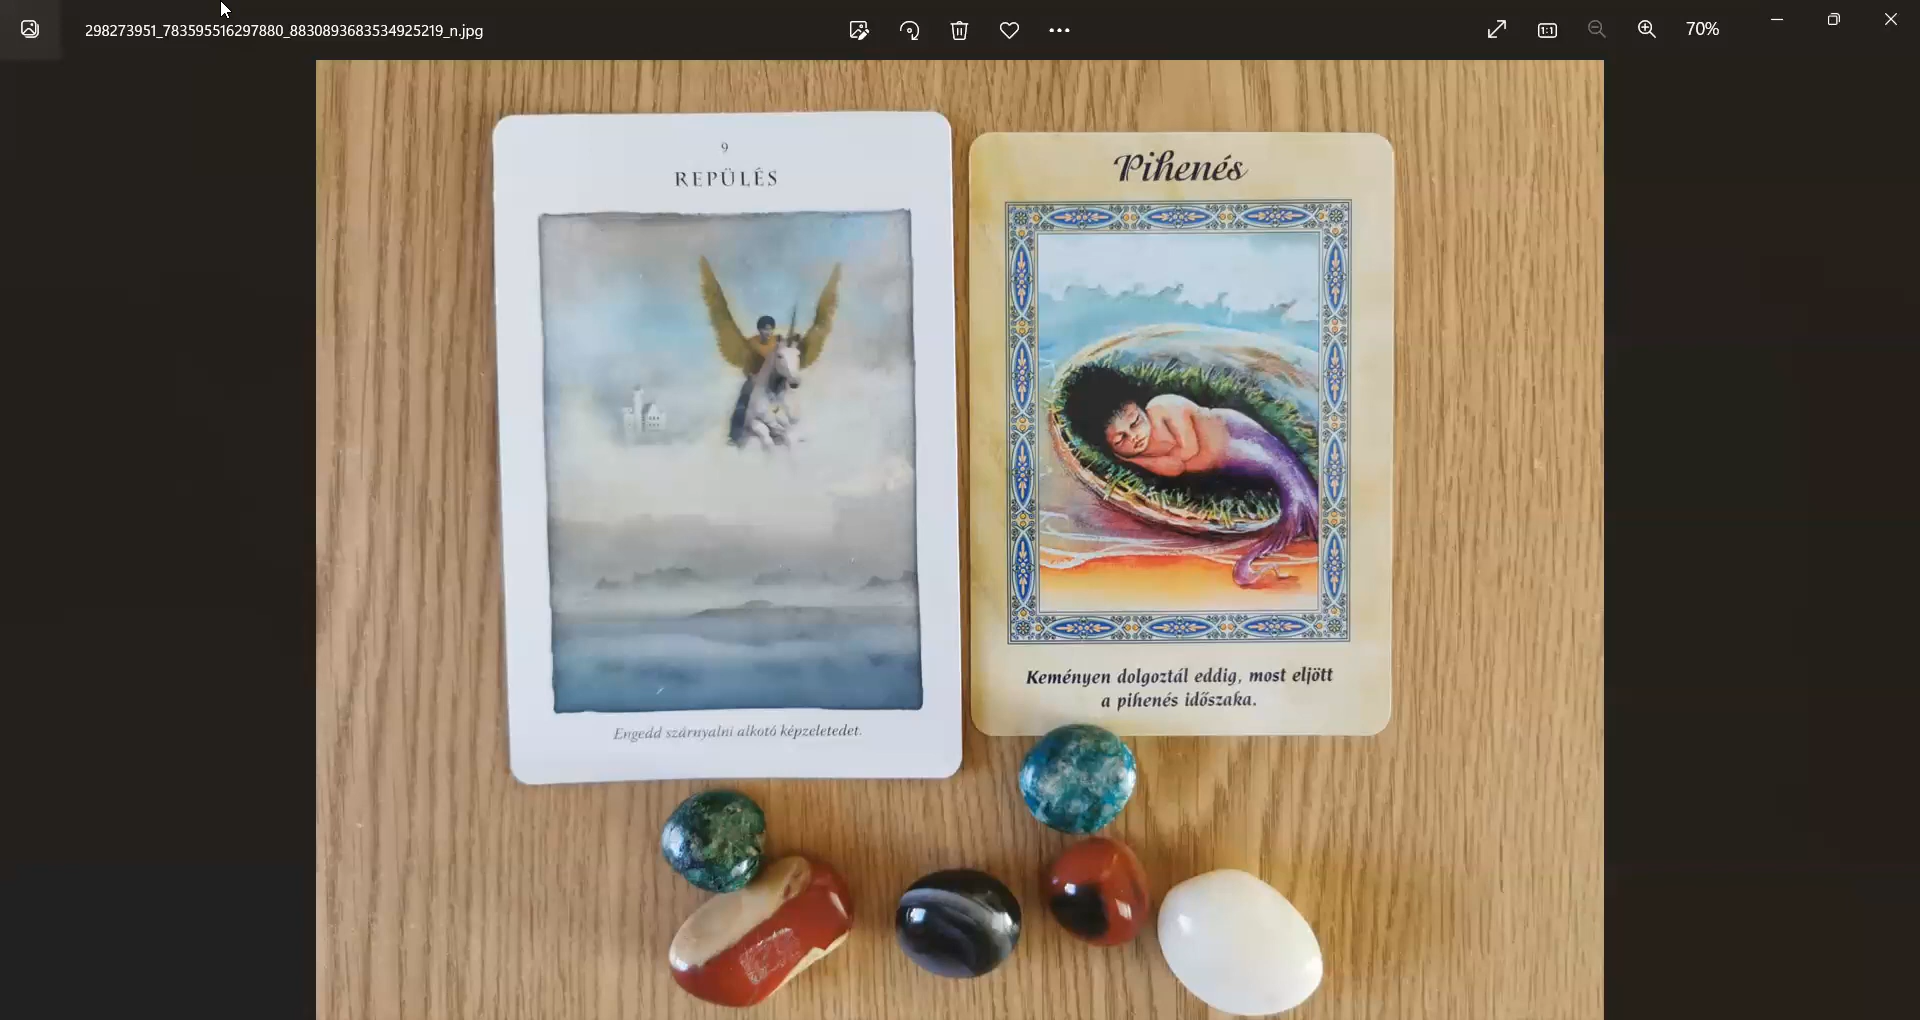 298273951_783595516297880_8830893683534925219_n.jpg
70%
9
REPÜLÉS
Engedd szárnyalni alkotó képzeletedet.
Pihenés
Keményen dolgoztál eddig, most eljött
a pihenés időszaka.